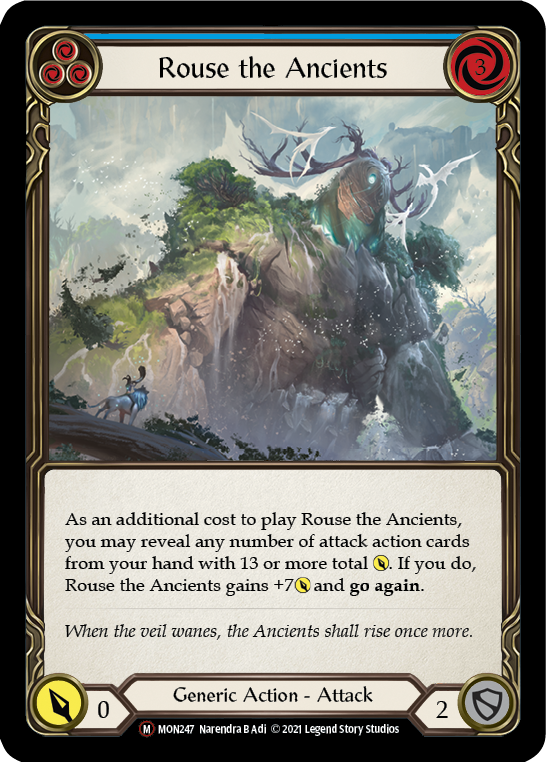 Rouse the Ancients
3
As an additional cost to play Rouse the Ancients,
you may reveal any number of attack action cards
from your hand with 13 or more total . If you do,
Rouse the Ancients gains +7 and go again.
When the veil wanes, the Ancients shall rise once more.
0
Generic Action - Attack
2
M MON247 Narendra B Adi © 2021 Legend Story Studios